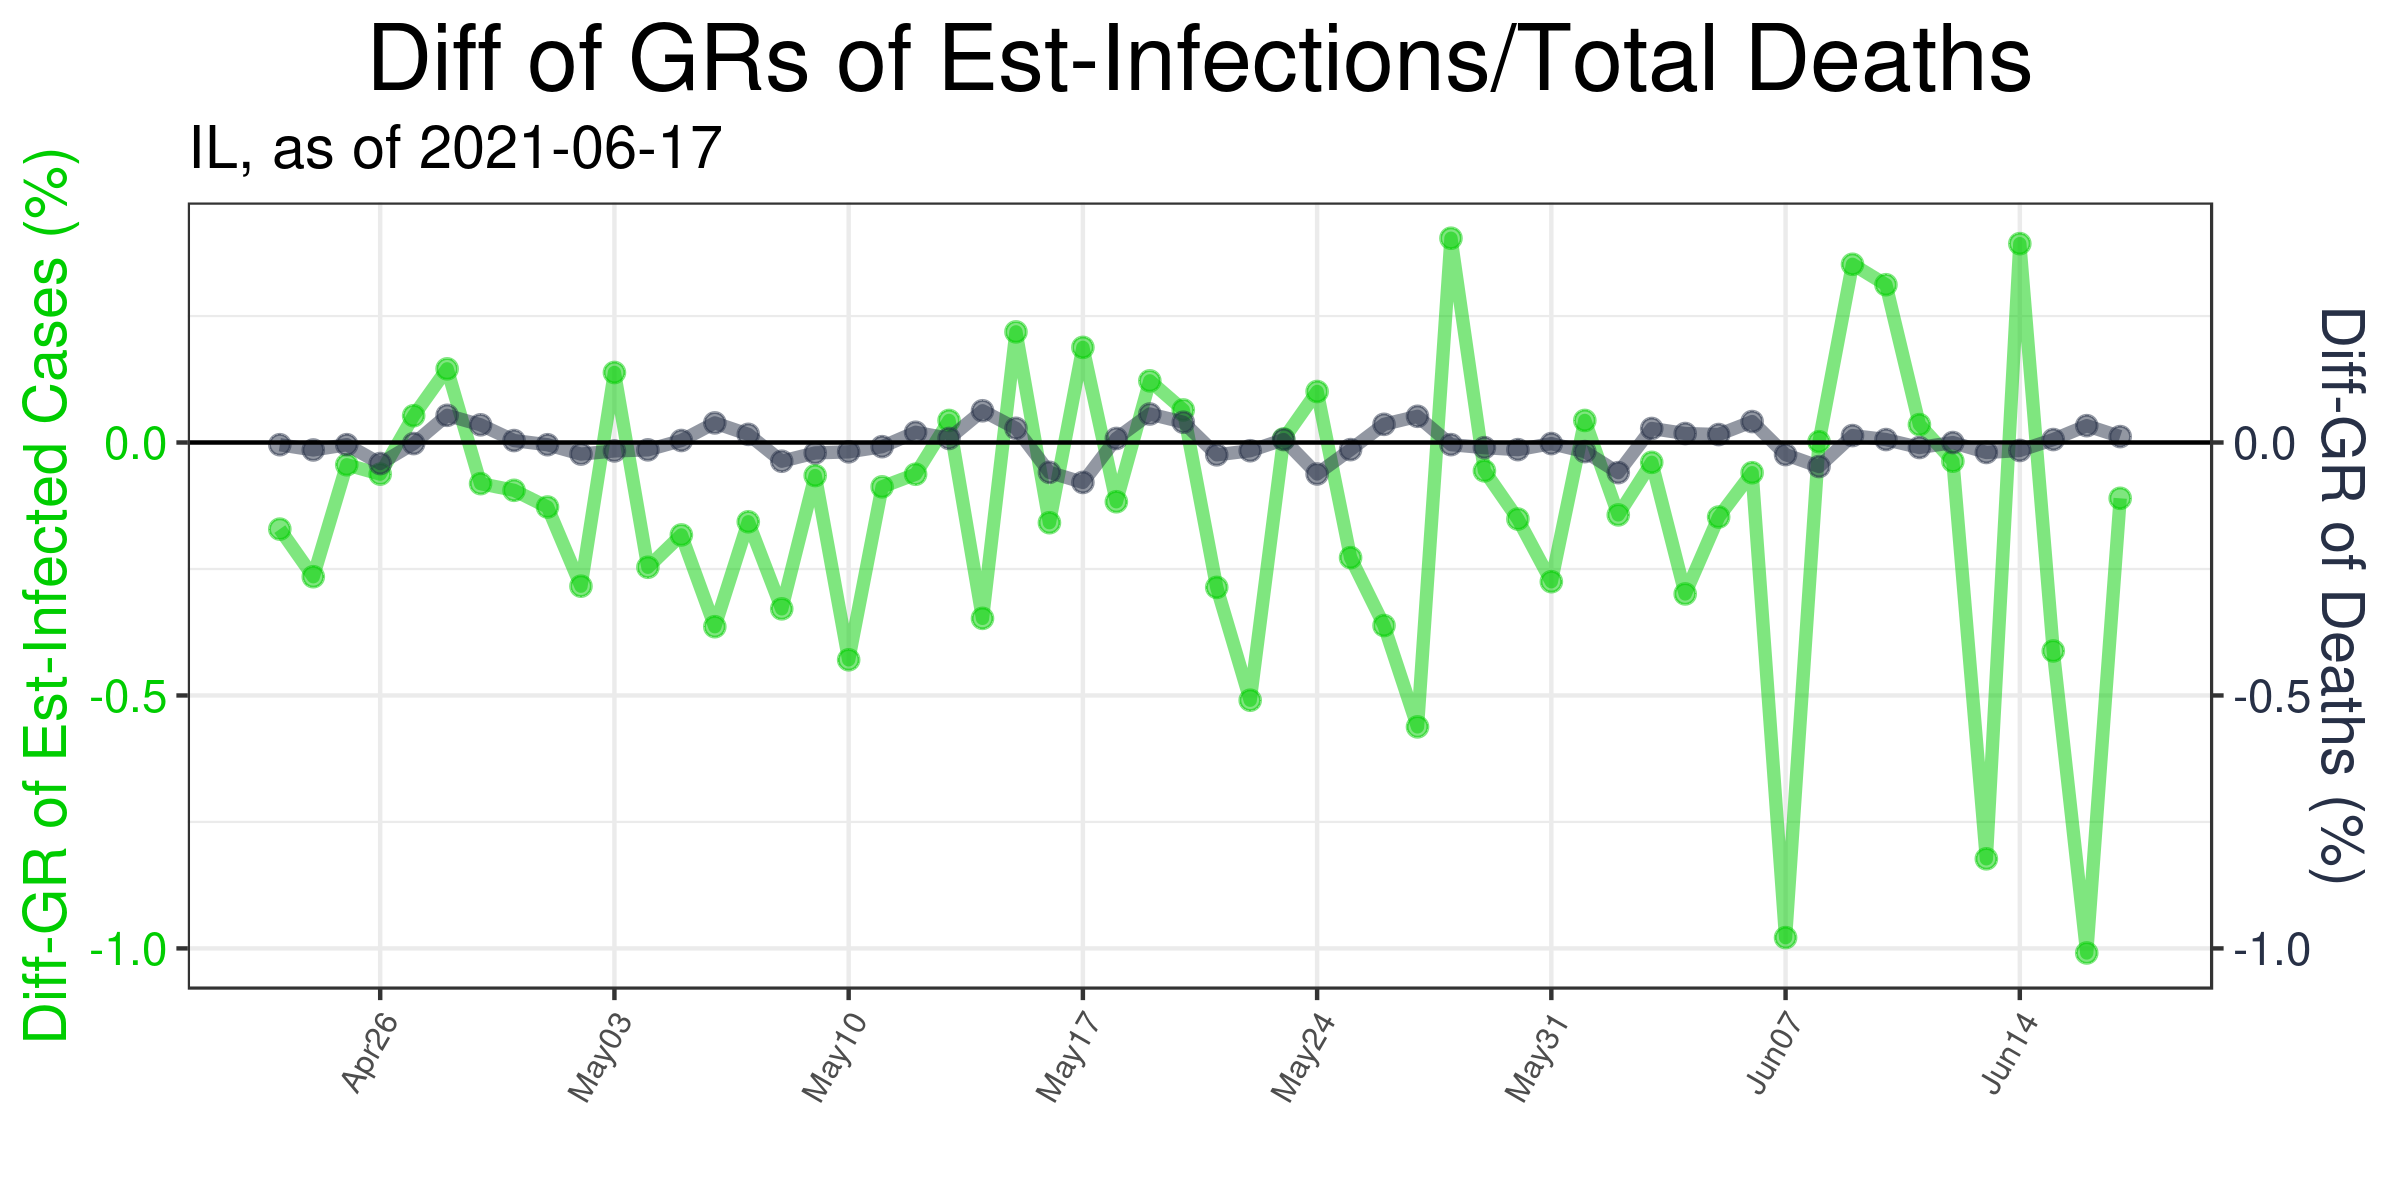 Diff of GRs of Est-Infections/Total Deaths
IL, as of 2021-06-17
Diff-GR of Est-Infected Cases (%)
0.0
-0.5
-1.0
0.0
-0.5
-1.0
Diff-GR of Deaths (%)
Apr26
May03
May10
May17
May24
May31
Jun07
Jun14